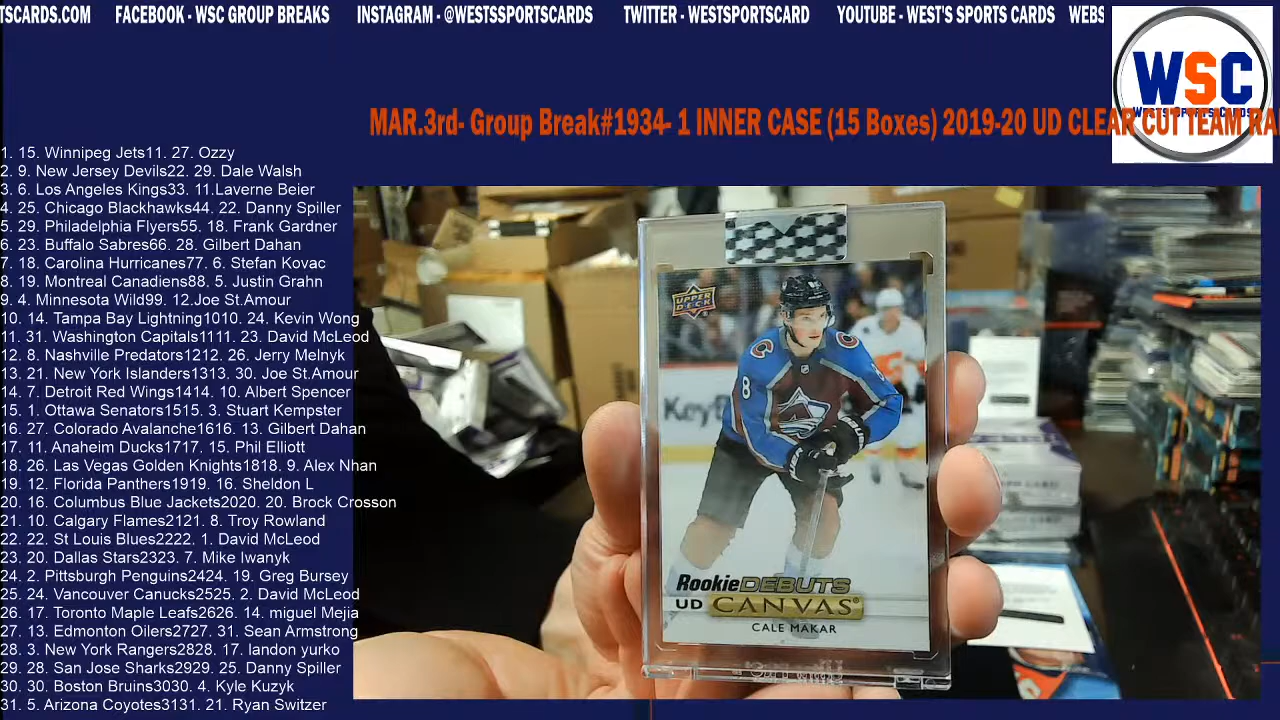 TSCARDS.COM FACEBOOK - WSC GROUP BREAKS INSTAGRAM - @WESTSSPORTSCARDS TWITTER - WESTSPORTSCARD YOUTUBE - WEST'S SPORTS CARDS WEBS
WSC
Wests Sports Cards
MAR.3rd- Group Break#1934- 1 INNER CASE (15 Boxes) 2019-20 UD CLEAR CUT TEAM RA
1. 15. Winnipeg Jets11. 27. Ozzy
2. 9. New Jersey Devils22. 29. Dale Walsh
3. 6. Los Angeles Kings33. 11.Laverne Beier
4. 25. Chicago Blackhawks44. 22. Danny Spiller
5. 29. Philadelphia Flyers55. 18. Frank Gardner
6. 23. Buffalo Sabres66. 28. Gilbert Dahan
7. 18. Carolina Hurricanes77. 6. Stefan Kovac
8. 19. Montreal Canadiens88. 5. Justin Grahn
9. 4. Minnesota Wild99. 12.Joe St.Amour
10. 14. Tampa Bay Lightning1010. 24. Kevin Wong
11. 31. Washington Capitals1111. 23. David McLeod
12. 8. Nashville Predators1212. 26. Jerry Melnyk
13. 21. New York Islanders1313. 30. Joe St.Amour
14. 7. Detroit Red Wings1414. 10. Albert Spencer
15. 1. Ottawa Senators1515. 3. Stuart Kempster
16. 27. Colorado Avalanche1616. 13. Gilbert Dahan
17. 11. Anaheim Ducks1717. 15. Phil Elliott
18. 26. Las Vegas Golden Knights1818. 9. Alex Nhan
19. 12. Florida Panthers1919. 16. Sheldon L
20. 16. Columbus Blue Jackets2020. 20. Brock Crosson
21. 10. Calgary Flames2121. 8. Troy Rowland
22. 22. St Louis Blues2222. 1. David McLeod
23. 20. Dallas Stars2323. 7. Mike Iwanyk
24. 2. Pittsburgh Penguins2424. 19. Greg Bursey
25. 24. Vancouver Canucks2525. 2. David McLeod
26. 17. Toronto Maple Leafs2626. 14. miguel Mejia
27. 13. Edmonton Oilers2727. 31. Sean Armstrong
28. 3. New York Rangers2828. 17. landon yurko
29. 28. San Jose Sharks2929. 25. Danny Spiller
30. 30. Boston Bruins3030. 4. Kyle Kuzyk
31. 5. Arizona Coyotes3131. 21. Ryan Switzer
UPPER DECK
8
Rookie DEBUTS
UD CANVAS
CALE MAKAR